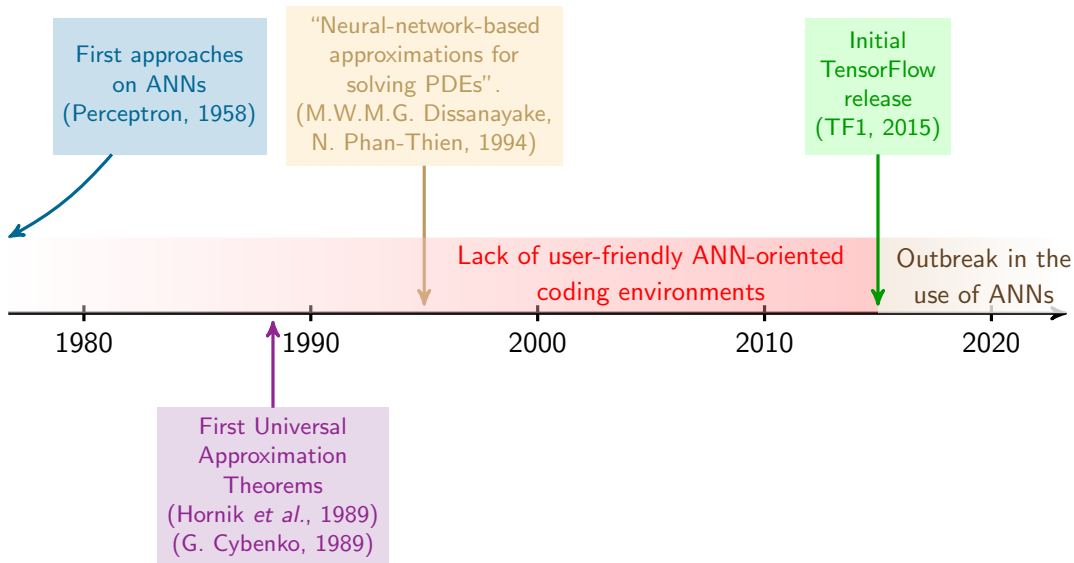 First approaches
on ANNs
(Perceptron, 1958)
“Neural-network-based
approximations for
solving PDEs”.
(M.W.M.G. Dissanayake,
N. Phan-Thien, 1994)
Initial
TensorFlow
release
(TF1, 2015)
Lack of user-friendly ANN-oriented
coding environments
Outbreak in the
use of ANNs
1980 1990 2000 2010 2020
First Universal
Approximation
Theorems
(Hornik et al., 1989)
(G. Cybenko, 1989)